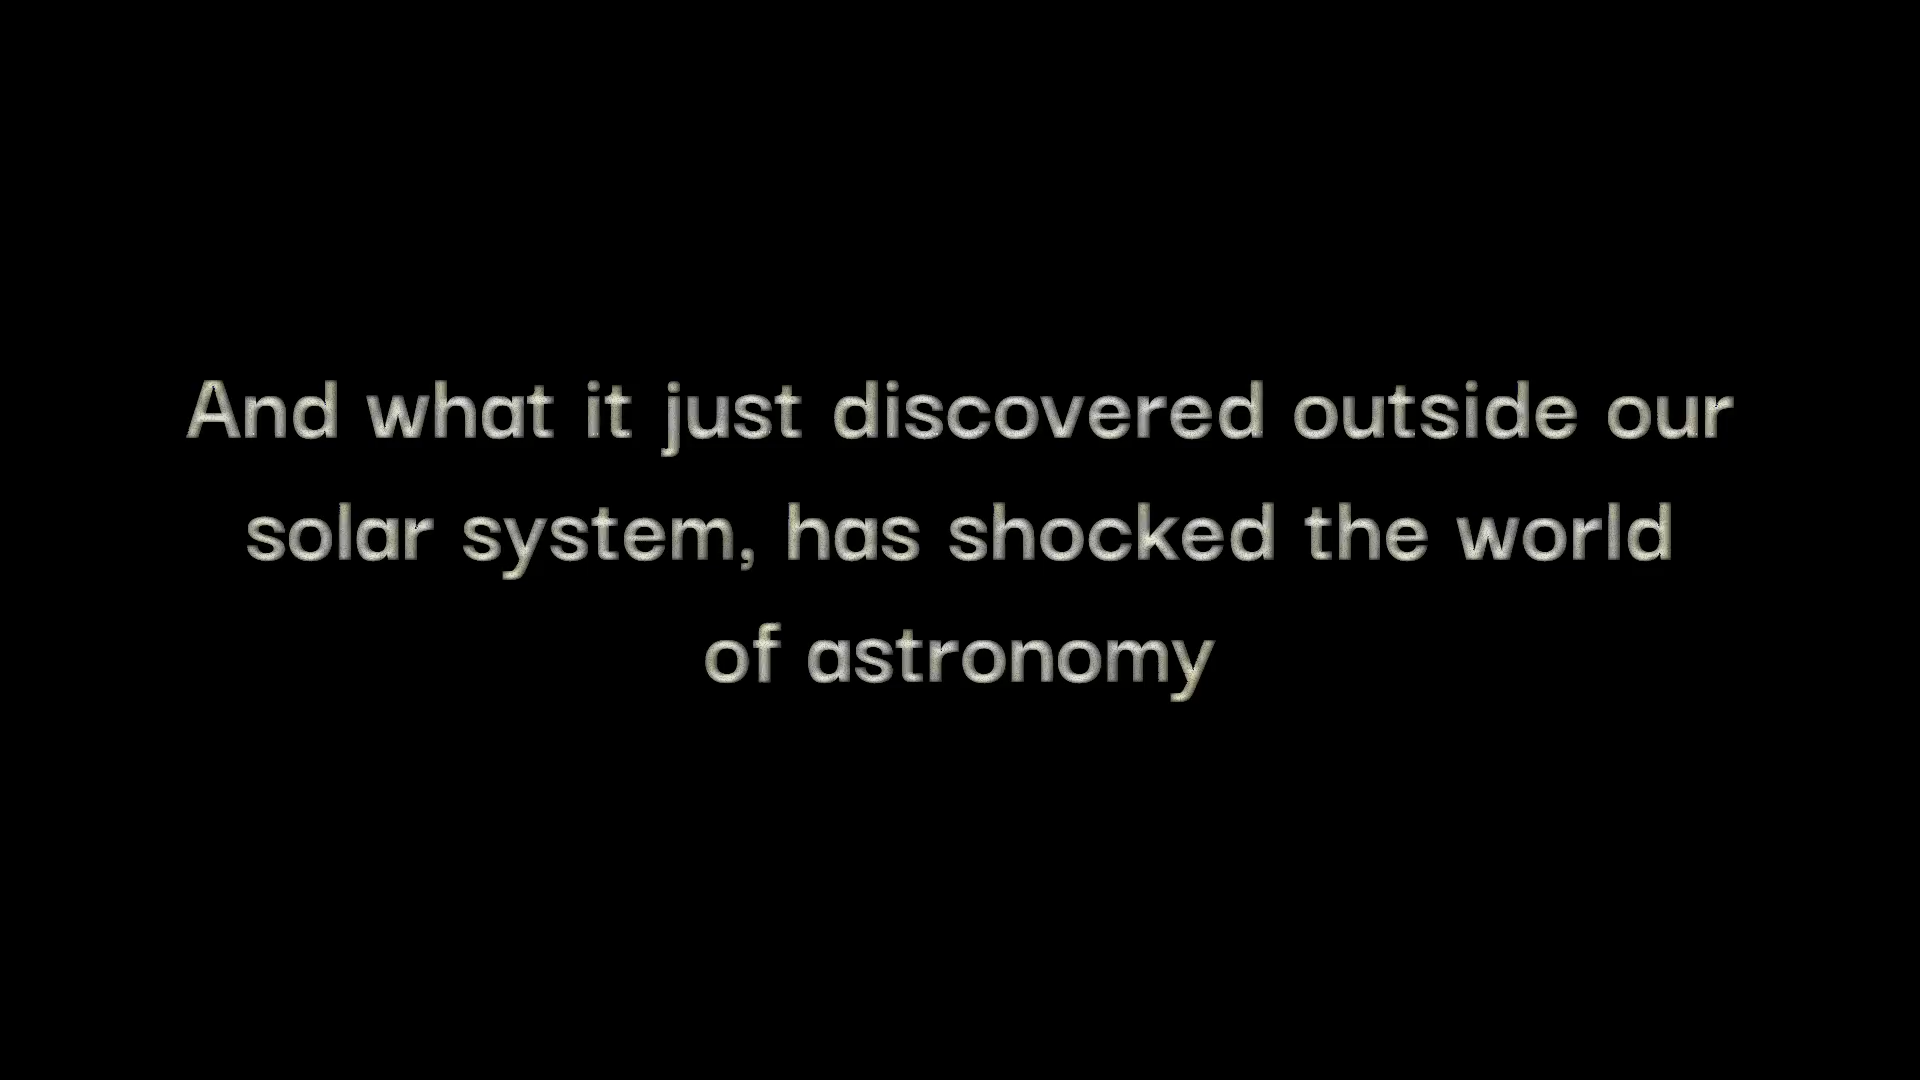 And what it just discovered outside our
solar system, has shocked the world
of astronomy